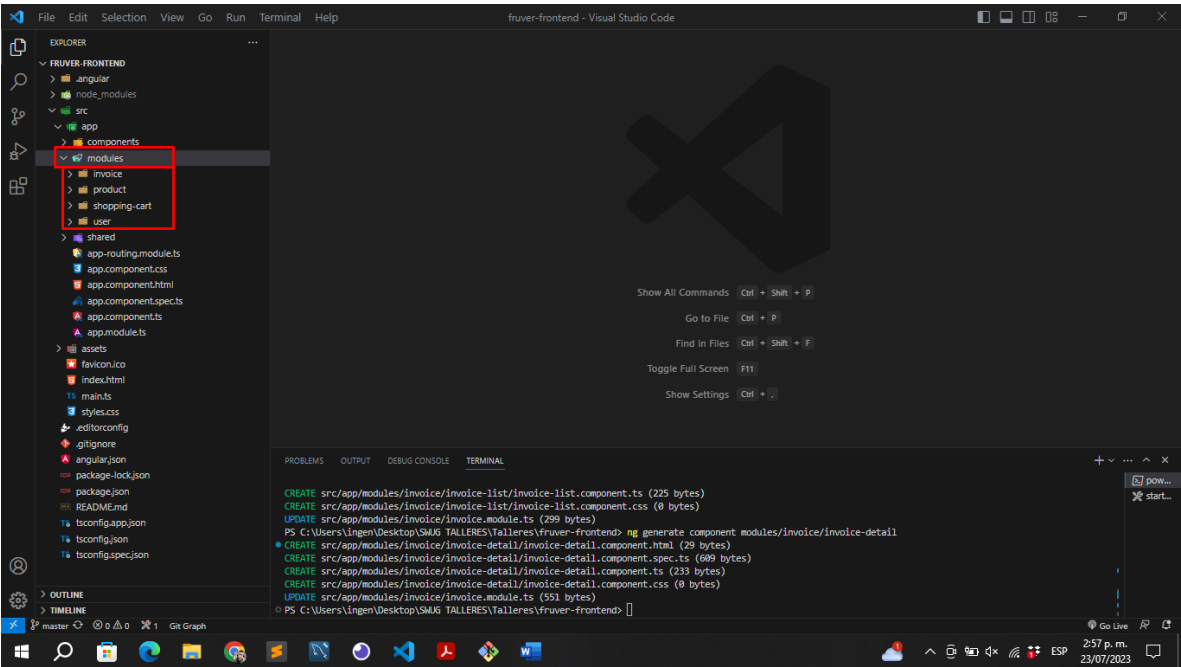 File Edit Selection View Go Run Terminal Help
fruver-frontend - Visual Studio Code
EXPLORER
FRUVER-FRONTEND
.angular
node_modules
src
app
components
modules
invoice
product
shopping-cart
user
shared
app-routing.module.ts
app.component.css
app.component.html
app.component.spec.ts
app.component.ts
app.module.ts
assets
favicon.ico
index.html
TS main.ts
styles.css
.editorconfig
.gitignore
angular.json
package-lock.json
package.json
README.md
tsconfig.app.json
tsconfig.json
tsconfig.spec.json
OUTLINE
TIMELINE
Show All Commands Ctrl + Shift + P
Go to File Ctrl + P
Find in Files Ctrl + Shift + F
Toggle Full Screen F11
Show Settings Ctrl + ,
PROBLEMS OUTPUT DEBUG CONSOLE TERMINAL
pow...
start...
CREATE src/app/modules/invoice/invoice-list/invoice-list.component.ts (225 bytes)
CREATE src/app/modules/invoice/invoice-list/invoice-list.component.css (0 bytes)
UPDATE src/app/modules/invoice/invoice.module.ts (299 bytes)
PS C:\Users\ingen\Desktop\SWUG TALLERES\Talleres\fruver-frontend> ng generate component modules/invoice/invoice-detail
CREATE src/app/modules/invoice/invoice-detail/invoice-detail.component.html (29 bytes)
CREATE src/app/modules/invoice/invoice-detail/invoice-detail.component.spec.ts (609 bytes)
CREATE src/app/modules/invoice/invoice-detail/invoice-detail.component.ts (233 bytes)
CREATE src/app/modules/invoice/invoice-detail/invoice-detail.component.css (0 bytes)
UPDATE src/app/modules/invoice/invoice.module.ts (551 bytes)
PS C:\Users\ingen\Desktop\SWUG TALLERES\Talleres\fruver-frontend>
master 0 0 1 Git Graph
Go Live
ESP
2:57 p. m.
23/07/2023